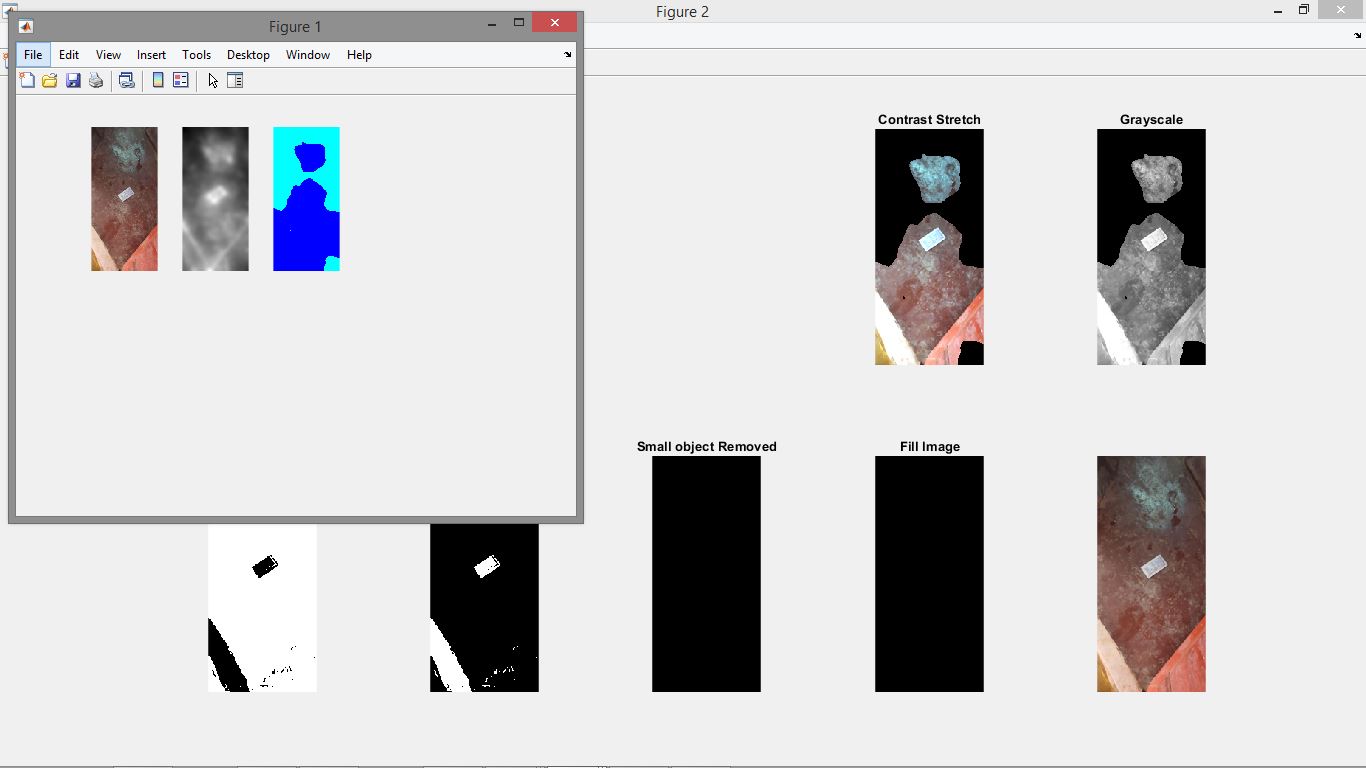 Figure 2
Figure 1
File Edit View Insert Tools Desktop Window Help
Contrast Stretch
Grayscale
Small object Removed
Fill Image